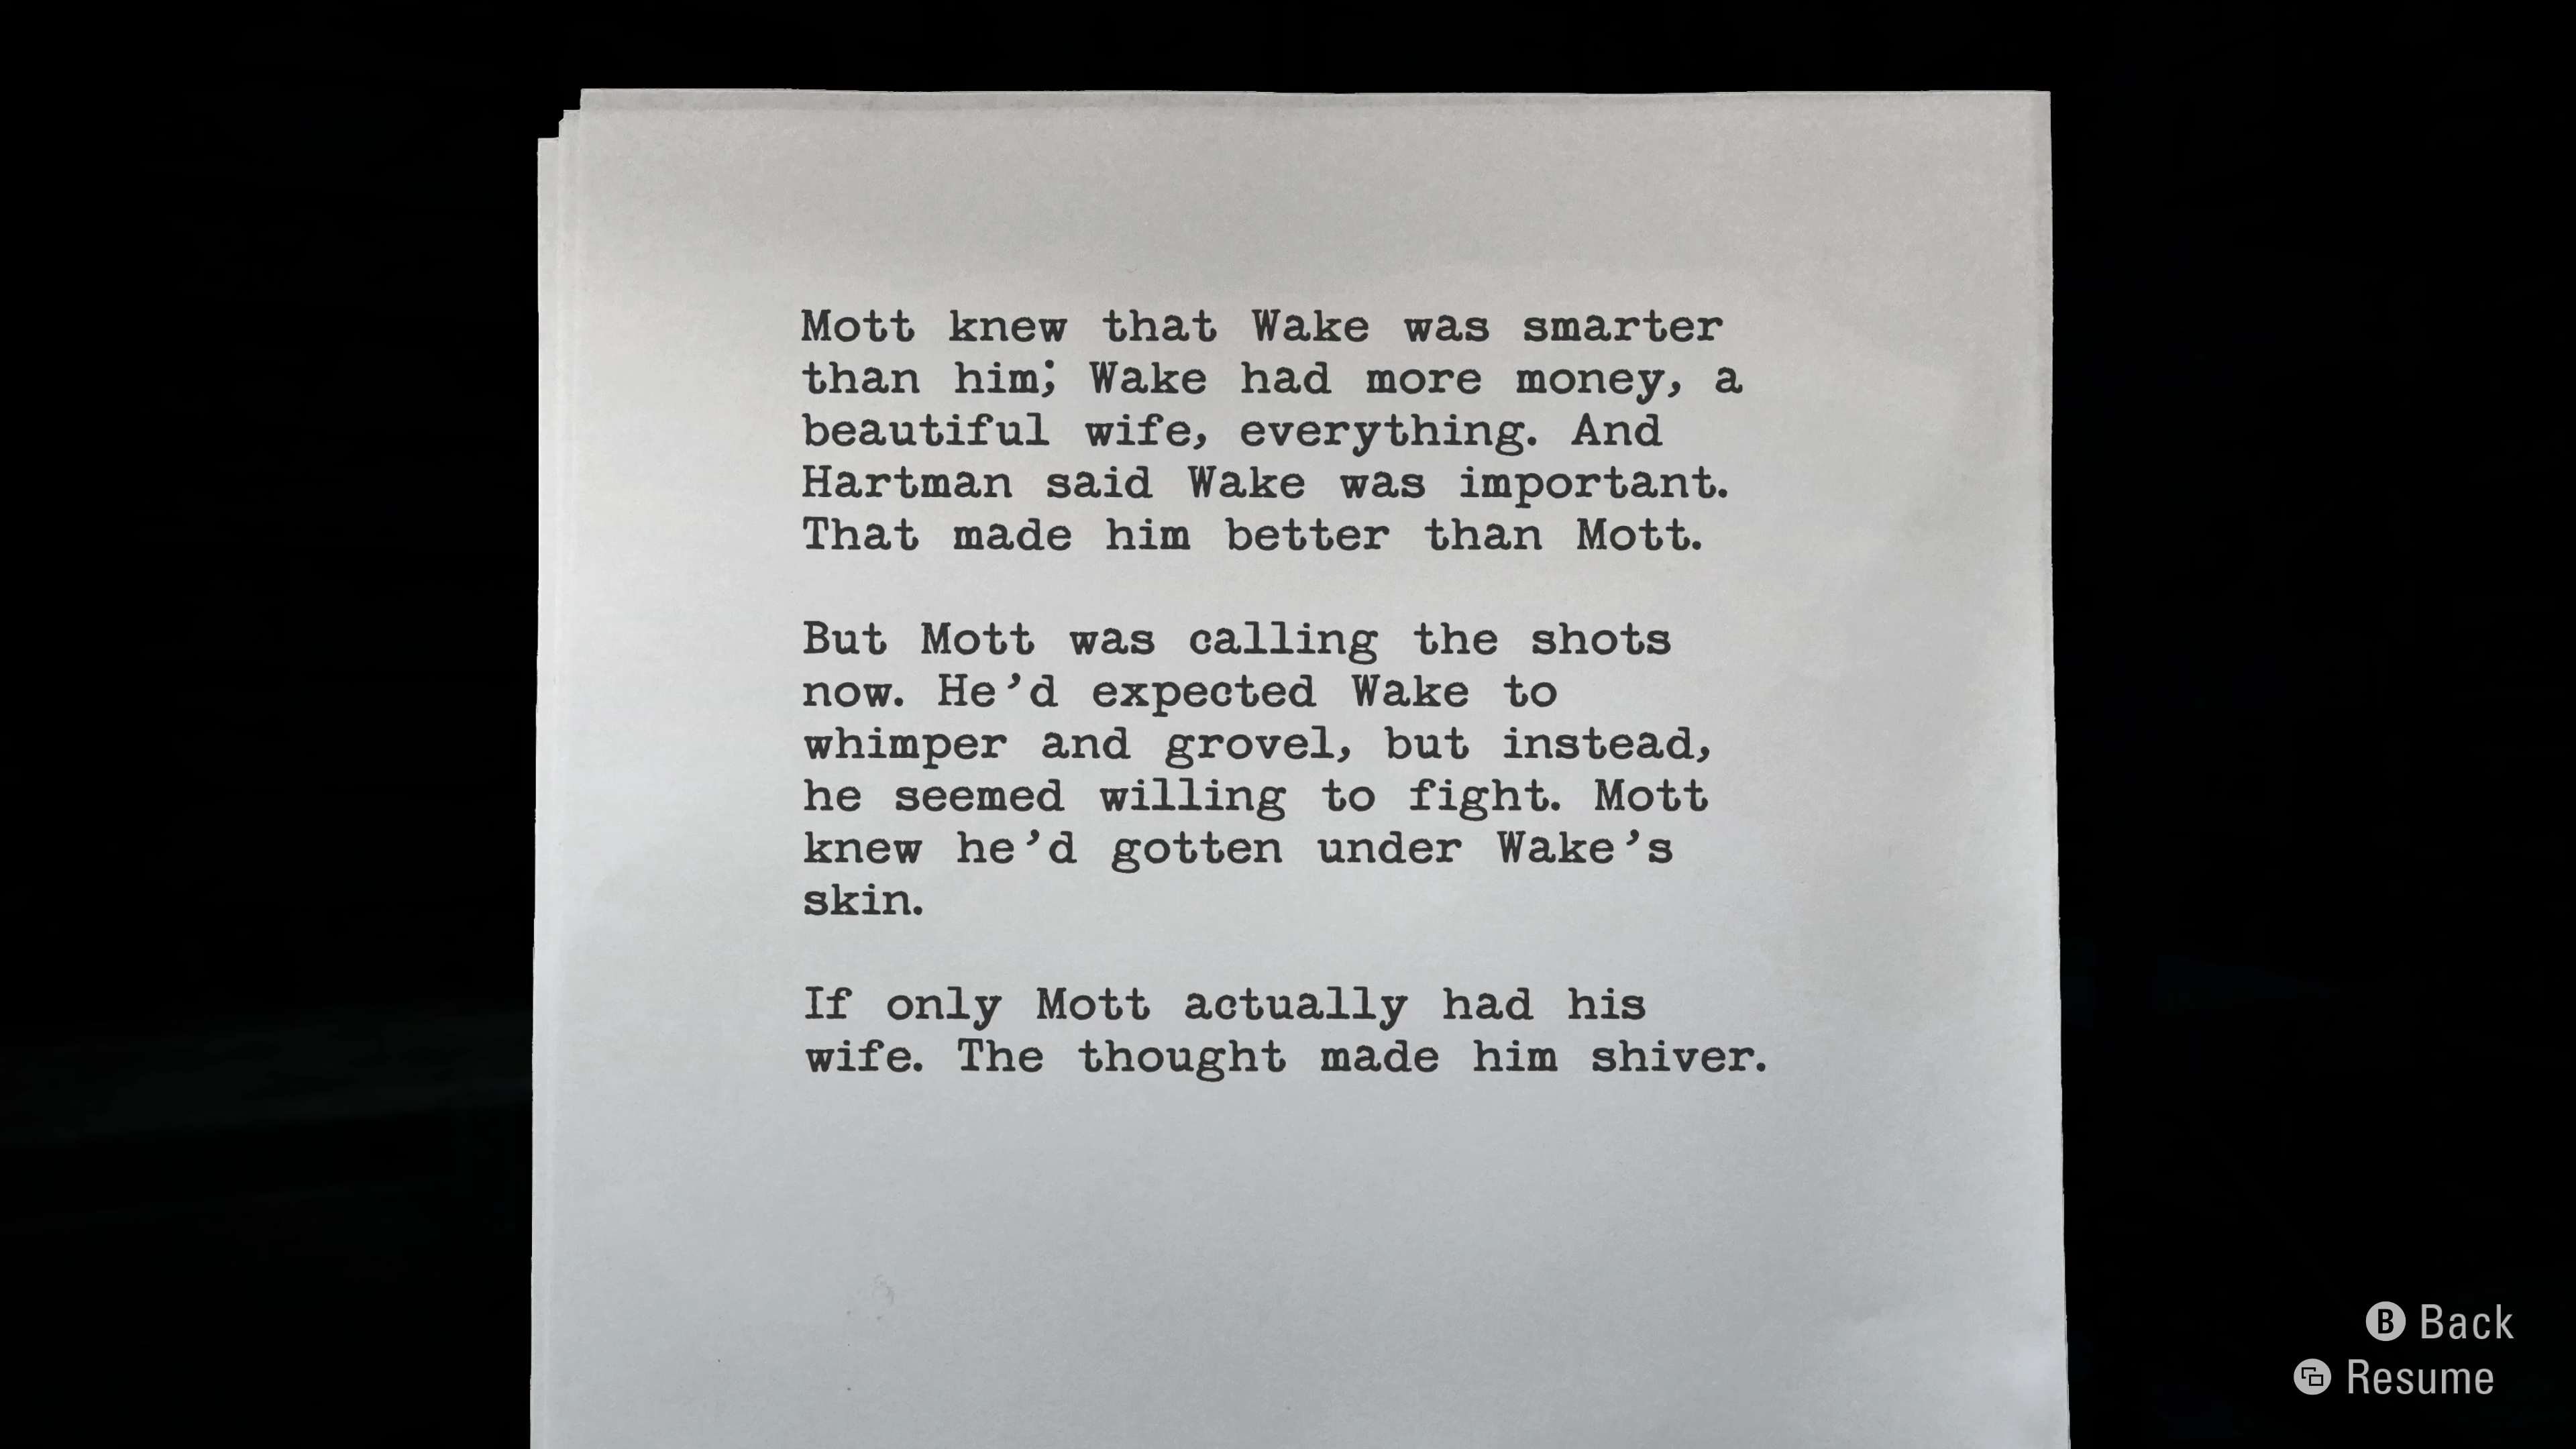 Mott knew that Wake was smarter
than him; Wake had more money, a
beautiful wife, everything. And
Hartman said Wake was important.
That made him better than Mott.
But Mott was calling the shots
now. He’d expected Wake to
whimper and grovel, but instead,
he seemed willing to fight. Mott
knew he’d gotten under Wake’s
skin.
If only Mott actually had his
wife. The thought made him shiver.
B Back
Resume